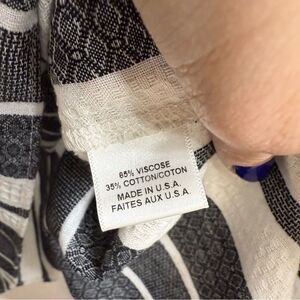 65% VISCOSE
35% COTTON/COTON
MADE IN U.S.A.
FAITES AUX U.S.A.